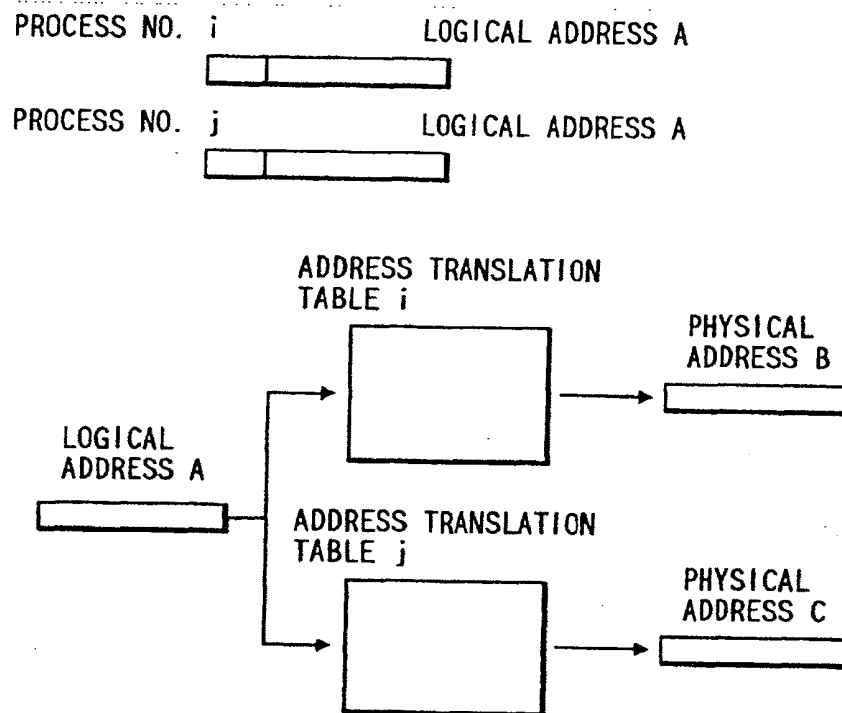 PROCESS NO. i LOGICAL ADDRESS A
PROCESS NO. j LOGICAL ADDRESS A
ADDRESS TRANSLATION
TABLE i
PHYSICAL
ADDRESS B
LOGICAL
ADDRESS A
ADDRESS TRANSLATION
TABLE j
PHYSICAL
ADDRESS C